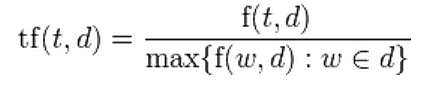 tf(t, d) = f(t, d) / max{f(w, d) : w ∈ d}